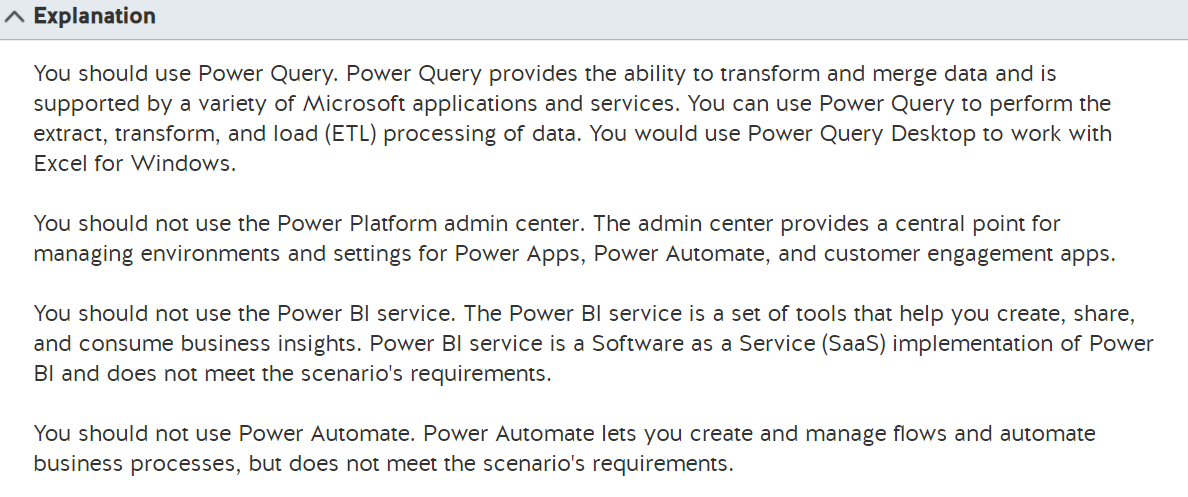 Explanation
You should use Power Query. Power Query provides the ability to transform and merge data and is
supported by a variety of Microsoft applications and services. You can use Power Query to perform the
extract, transform, and load (ETL) processing of data. You would use Power Query Desktop to work with
Excel for Windows.
You should not use the Power Platform admin center. The admin center provides a central point for
managing environments and settings for Power Apps, Power Automate, and customer engagement apps.
You should not use the Power BI service. The Power BI service is a set of tools that help you create, share,
and consume business insights. Power BI service is a Software as a Service (SaaS) implementation of Power
BI and does not meet the scenario's requirements.
You should not use Power Automate. Power Automate lets you create and manage flows and automate
business processes, but does not meet the scenario's requirements.